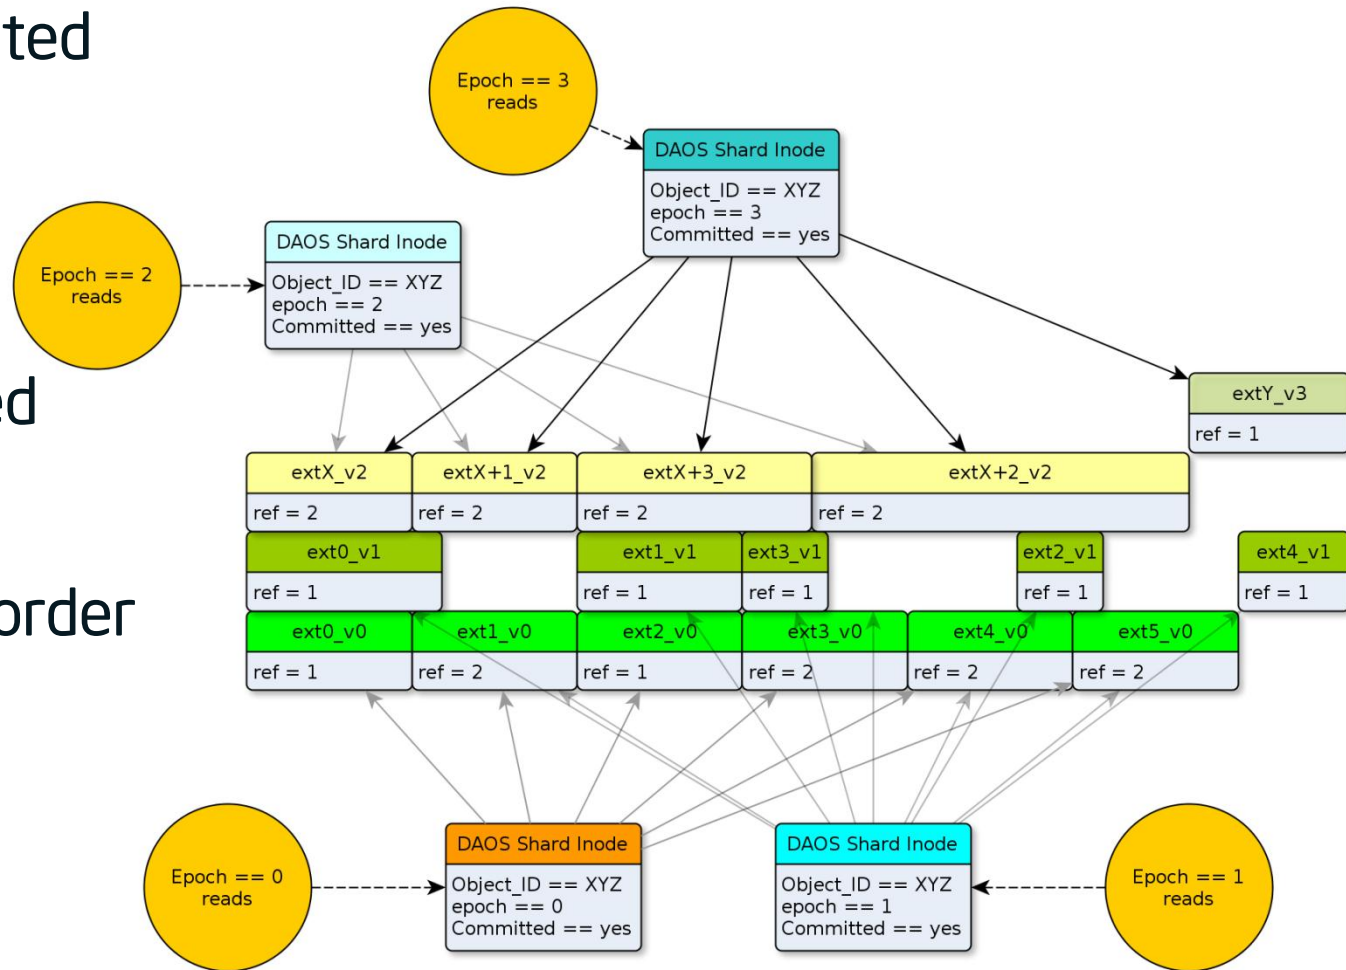 ted
Epoch == 3
reads
DAOS Shard Inode
Object_ID == XYZ
epoch == 3
Committed == yes
DAOS Shard Inode
Object_ID == XYZ
epoch == 2
Committed == yes
Epoch == 2
reads
ed
extY_v3
ref = 1
extX_v2
extX+1_v2
extX+3_v2
extX+2_v2
ref = 2
ref = 2
ref = 2
ref = 2
ext0_v1
ext1_v1
ext3_v1
ext2_v1
ext4_v1
ref = 1
ref = 1
ref = 1
ref = 1
ref = 1
order
ext0_v0
ext1_v0
ext2_v0
ext3_v0
ext4_v0
ext5_v0
ref = 1
ref = 2
ref = 1
ref = 2
ref = 2
ref = 2
Epoch == 0
reads
DAOS Shard Inode
Object_ID == XYZ
epoch == 0
Committed == yes
DAOS Shard Inode
Object_ID == XYZ
epoch == 1
Committed == yes
Epoch == 1
reads